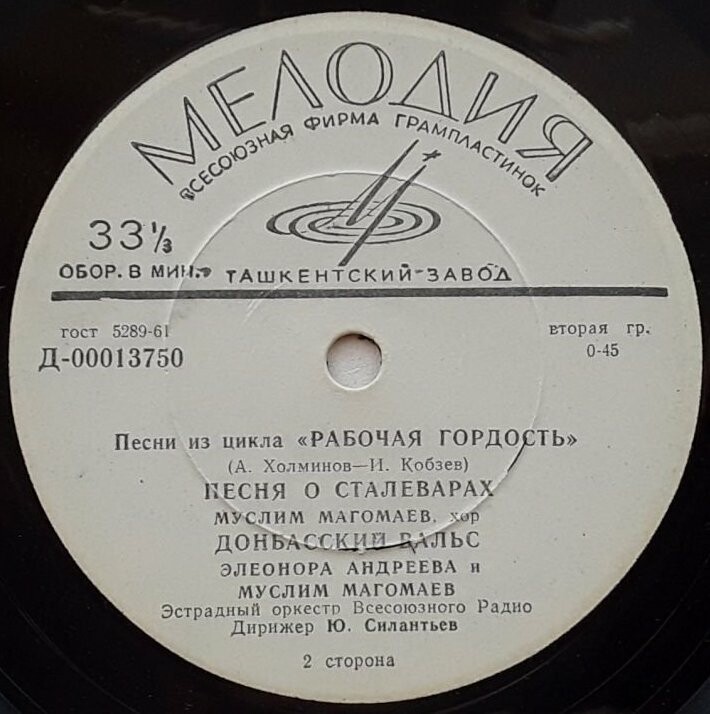 МЕЛОДИЯ
ВСЕСОЮЗНАЯ ФИРМА ГРАМПЛАСТИНОК
33⅓
ОБОР. В МИН.
ТАШКЕНТСКИЙ-ЗАВОД
гост 5289-61
вторая гр.
Д-00013750
0-45
Песни из цикла «РАБОЧАЯ ГОРДОСТЬ»
(А. Холминов—И. Кобзев)
ПЕСНЯ О СТАЛЕВАРАХ
МУСЛИМ МАГОМАЕВ, хор
ДОНБАССКИЙ ВАЛЬС
ЭЛЕОНОРА АНДРЕЕВА и
МУСЛИМ МАГОМАЕВ
Эстрадный оркестр Всесоюзного Радио
Дирижер Ю. Силантьев
2 сторона